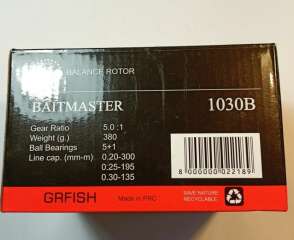 BALANCE ROTOR
BAITMASTER 1030B
Gear Ratio 5.0 :1
Weight (g.) 380
Ball Bearings 5+1
Line cap. (mm-m) 0.20-300
0.25-195
0.30-135
8 000000 022189
GRFISH Made in PRC
SAVE NATURE
RECYCLABLE